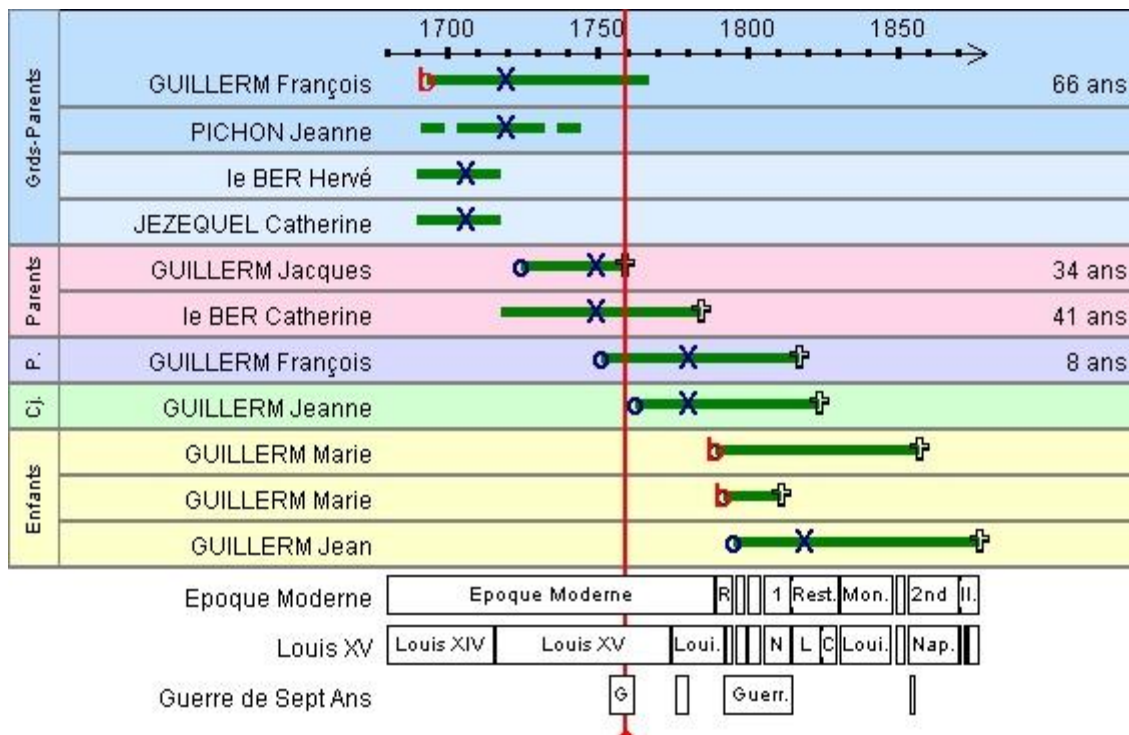 1700 1750 1800 1850
Grds-Parents
GUILLERM François 66 ans
PICHON Jeanne
le BER Hervé
JEZEQUEL Catherine
Parents
GUILLERM Jacques 34 ans
le BER Catherine 41 ans
P.
GUILLERM François 8 ans
Cj.
GUILLERM Jeanne
Enfants
GUILLERM Marie
GUILLERM Marie
GUILLERM Jean
Epoque Moderne Epoque Moderne R 1 Rest. Mon. 2nd II.
Louis XV Louis XIV Louis XV Loui. N L C Loui. Nap.
Guerre de Sept Ans G Guerr.